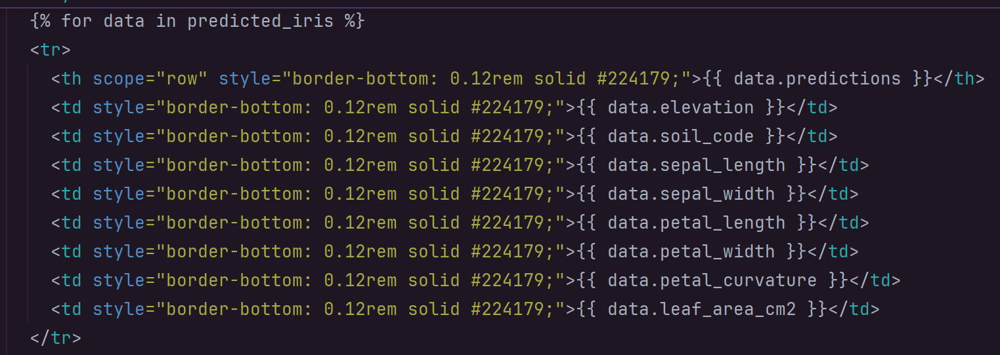 {% for data in predicted_iris %}
<tr>
<th scope="row" style="border-bottom: 0.12rem solid #224179;">{{ data.predictions }}</th>
<td style="border-bottom: 0.12rem solid #224179;">{{ data.elevation }}</td>
<td style="border-bottom: 0.12rem solid #224179;">{{ data.soil_code }}</td>
<td style="border-bottom: 0.12rem solid #224179;">{{ data.sepal_length }}</td>
<td style="border-bottom: 0.12rem solid #224179;">{{ data.sepal_width }}</td>
<td style="border-bottom: 0.12rem solid #224179;">{{ data.petal_length }}</td>
<td style="border-bottom: 0.12rem solid #224179;">{{ data.petal_width }}</td>
<td style="border-bottom: 0.12rem solid #224179;">{{ data.petal_curvature }}</td>
<td style="border-bottom: 0.12rem solid #224179;">{{ data.leaf_area_cm2 }}</td>
</tr>